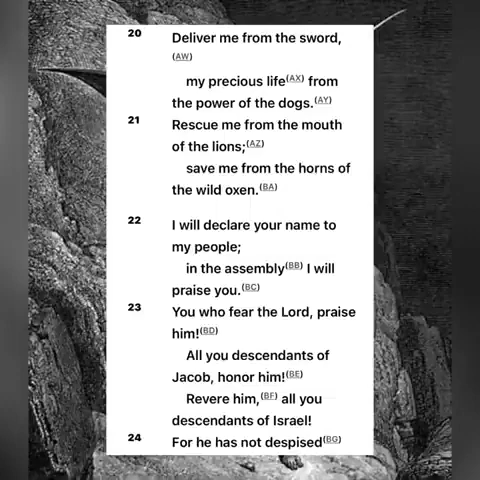 20 Deliver me from the sword,
(AW)
my precious life(AX) from
the power of the dogs.(AY)
21 Rescue me from the mouth
of the lions;(AZ)
save me from the horns of
the wild oxen.(BA)
22 I will declare your name to
my people;
in the assembly(BB) I will
praise you.(BC)
23 You who fear the Lord, praise
him!(BD)
All you descendants of
Jacob, honor him!(BE)
Revere him,(BF) all you
descendants of Israel!
24 For he has not despised(BG)